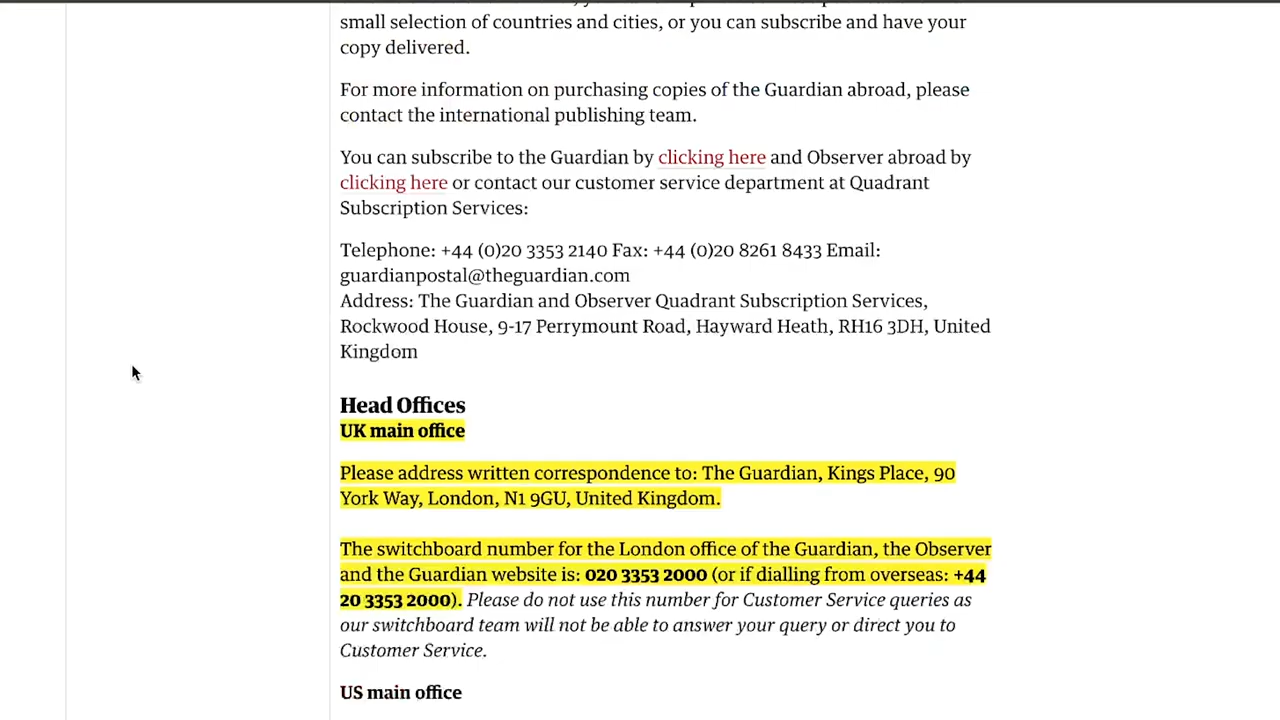 small selection of countries and cities, or you can subscribe and have your
copy delivered.
For more information on purchasing copies of the Guardian abroad, please
contact the international publishing team.
You can subscribe to the Guardian by clicking here and Observer abroad by
clicking here or contact our customer service department at Quadrant
Subscription Services:
Telephone: +44 (0)20 3353 2140 Fax: +44 (0)20 8261 8433 Email:
guardianpostal@theguardian.com
Address: The Guardian and Observer Quadrant Subscription Services,
Rockwood House, 9-17 Perrymount Road, Hayward Heath, RH16 3DH, United
Kingdom
Head Offices
UK main office
Please address written correspondence to: The Guardian, Kings Place, 90
York Way, London, N1 9GU, United Kingdom.
The switchboard number for the London office of the Guardian, the Observer
and the Guardian website is: 020 3353 2000 (or if dialling from overseas: +44
20 3353 2000). Please do not use this number for Customer Service queries as
our switchboard team will not be able to answer your query or direct you to
Customer Service.
US main office